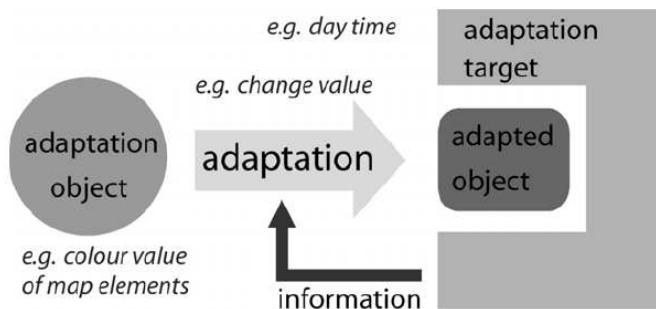 e.g. day time
adaptation
target
e.g. change value
adaptation
object
adaptation
adapted
object
e.g. colour value
of map elements
information